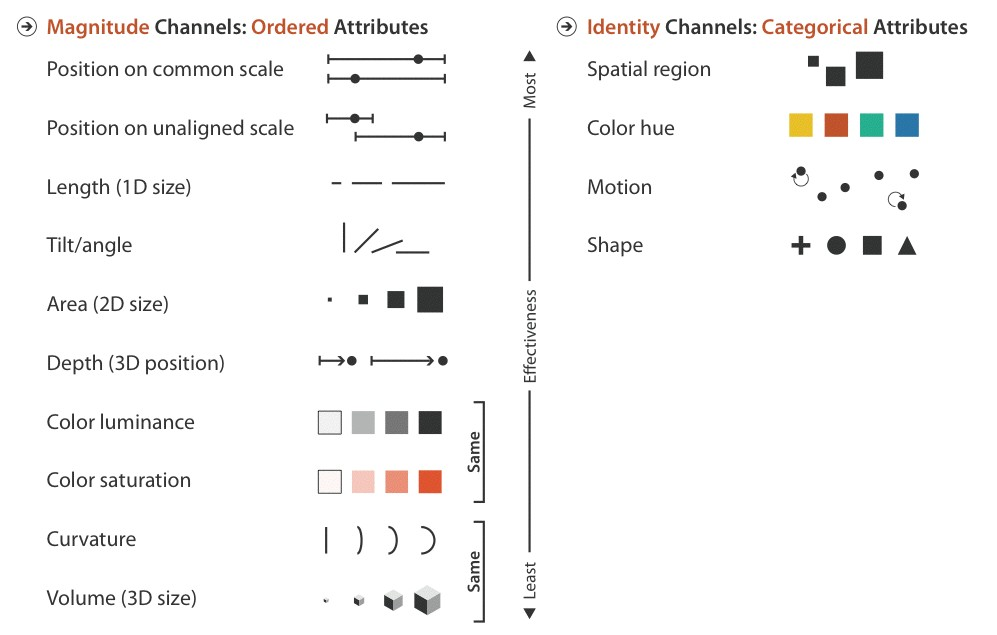 Magnitude Channels: Ordered Attributes
Position on common scale
Position on unaligned scale
Length (1D size)
Tilt/angle
Area (2D size)
Depth (3D position)
Color luminance
Color saturation
Curvature
Volume (3D size)
Same
Same
Most
Effectiveness
Least
Identity Channels: Categorical Attributes
Spatial region
Color hue
Motion
Shape